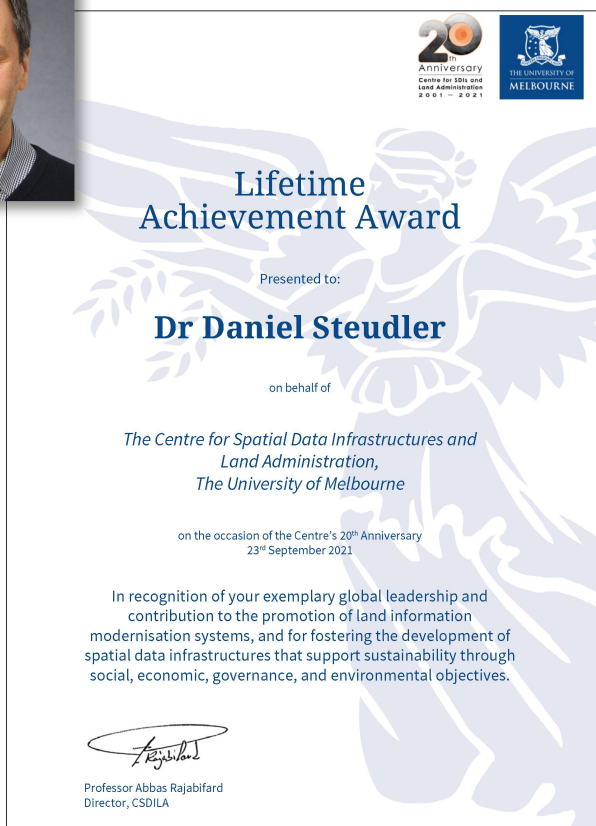 20th
Anniversary
Centre for SDIs and
Land Administration
2001 – 2021
THE UNIVERSITY OF
MELBOURNE
Lifetime
Achievement Award
Presented to:
Dr Daniel Steudler
on behalf of
The Centre for Spatial Data Infrastructures and
Land Administration,
The University of Melbourne
on the occasion of the Centre's 20th Anniversary
23rd September 2021
In recognition of your exemplary global leadership and
contribution to the promotion of land information
modernisation systems, and for fostering the development of
spatial data infrastructures that support sustainability through
social, economic, governance, and environmental objectives.
A. Rajabifard
Professor Abbas Rajabifard
Director, CSDILA